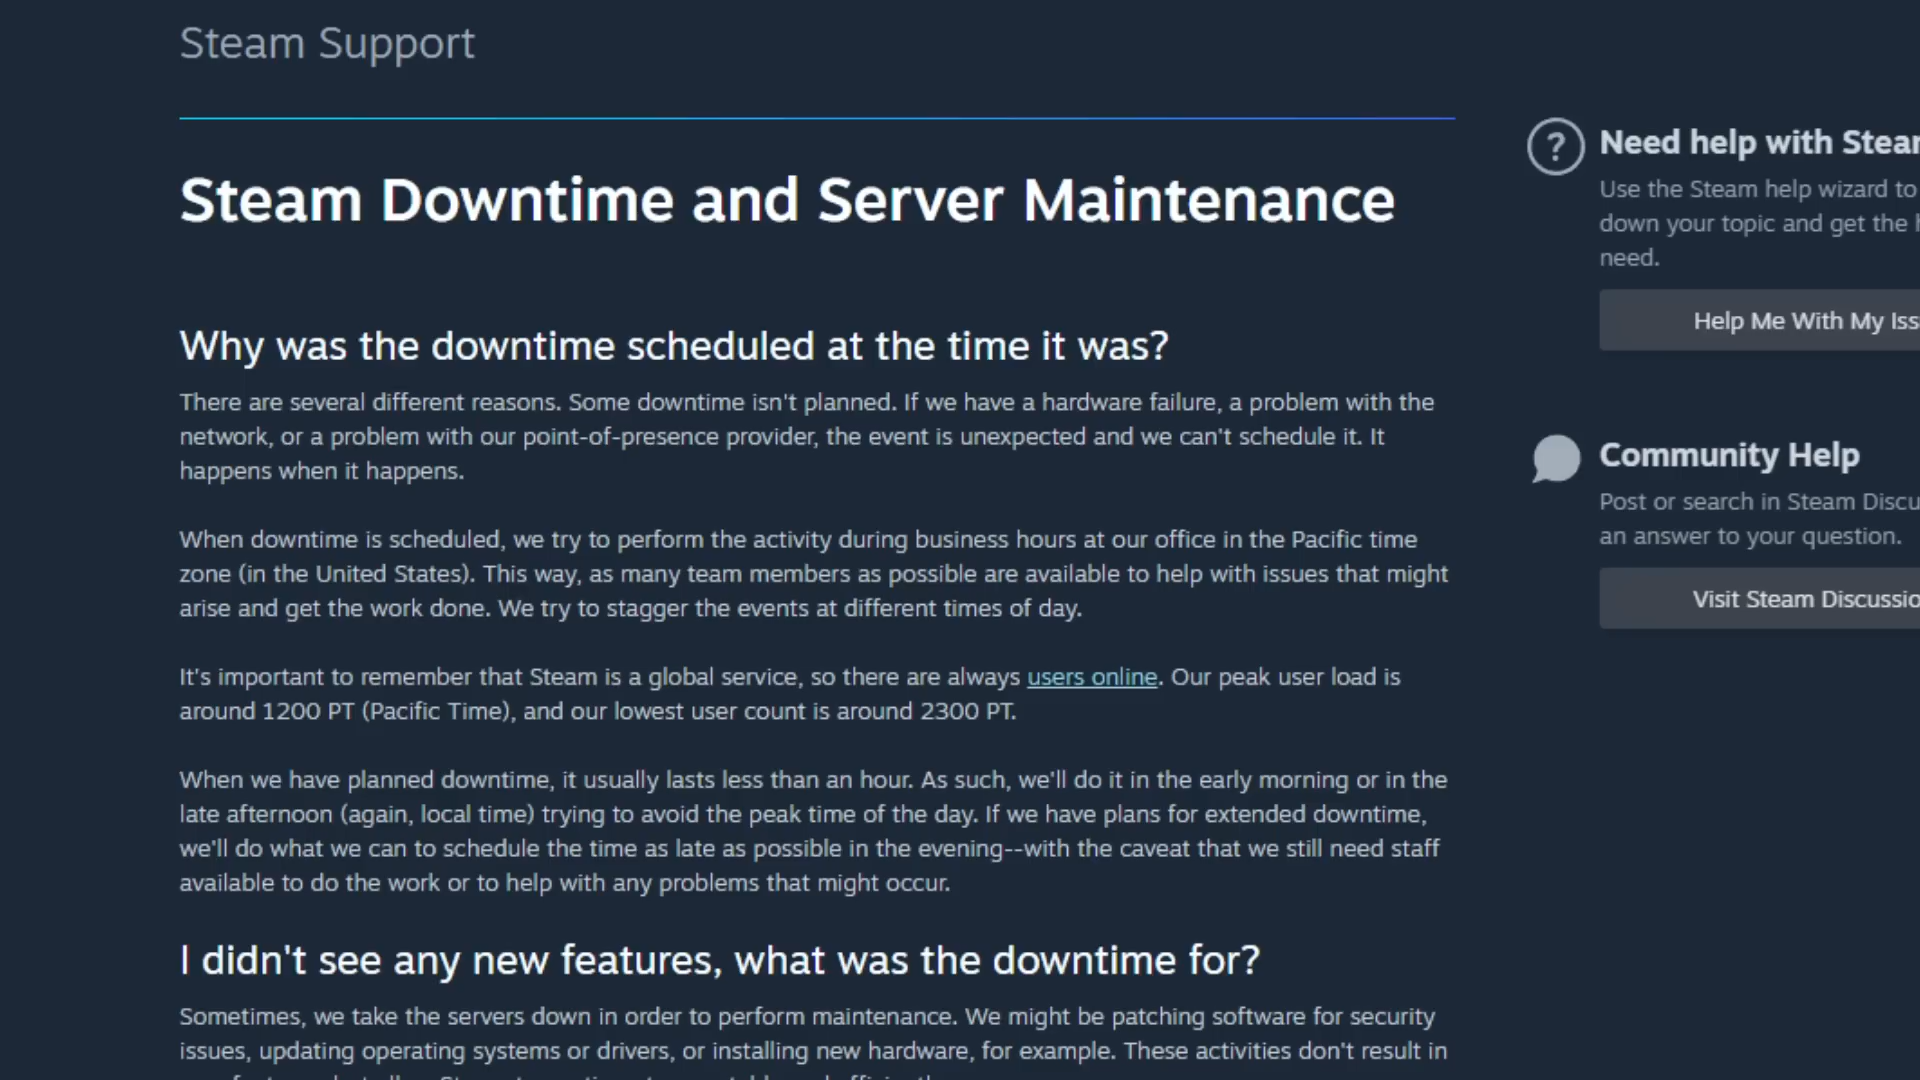 Steam Support
Steam Downtime and Server Maintenance
Why was the downtime scheduled at the time it was?
There are several different reasons. Some downtime isn't planned. If we have a hardware failure, a problem with the
network, or a problem with our point-of-presence provider, the event is unexpected and we can't schedule it. It
happens when it happens.
When downtime is scheduled, we try to perform the activity during business hours at our office in the Pacific time
zone (in the United States). This way, as many team members as possible are available to help with issues that might
arise and get the work done. We try to stagger the events at different times of day.
It's important to remember that Steam is a global service, so there are always users online. Our peak user load is
around 1200 PT (Pacific Time), and our lowest user count is around 2300 PT.
When we have planned downtime, it usually lasts less than an hour. As such, we'll do it in the early morning or in the
late afternoon (again, local time) trying to avoid the peak time of the day. If we have plans for extended downtime,
we'll do what we can to schedule the time as late as possible in the evening--with the caveat that we still need staff
available to do the work or to help with any problems that might occur.
I didn't see any new features, what was the downtime for?
Sometimes, we take the servers down in order to perform maintenance. We might be patching software for security
issues, updating operating systems or drivers, or installing new hardware, for example. These activities don't result in
?
Need help with Stea
Use the Steam help wizard to
down your topic and get the
need.
Help Me With My Iss
Community Help
Post or search in Steam Discu
an answer to your question.
Visit Steam Discussio